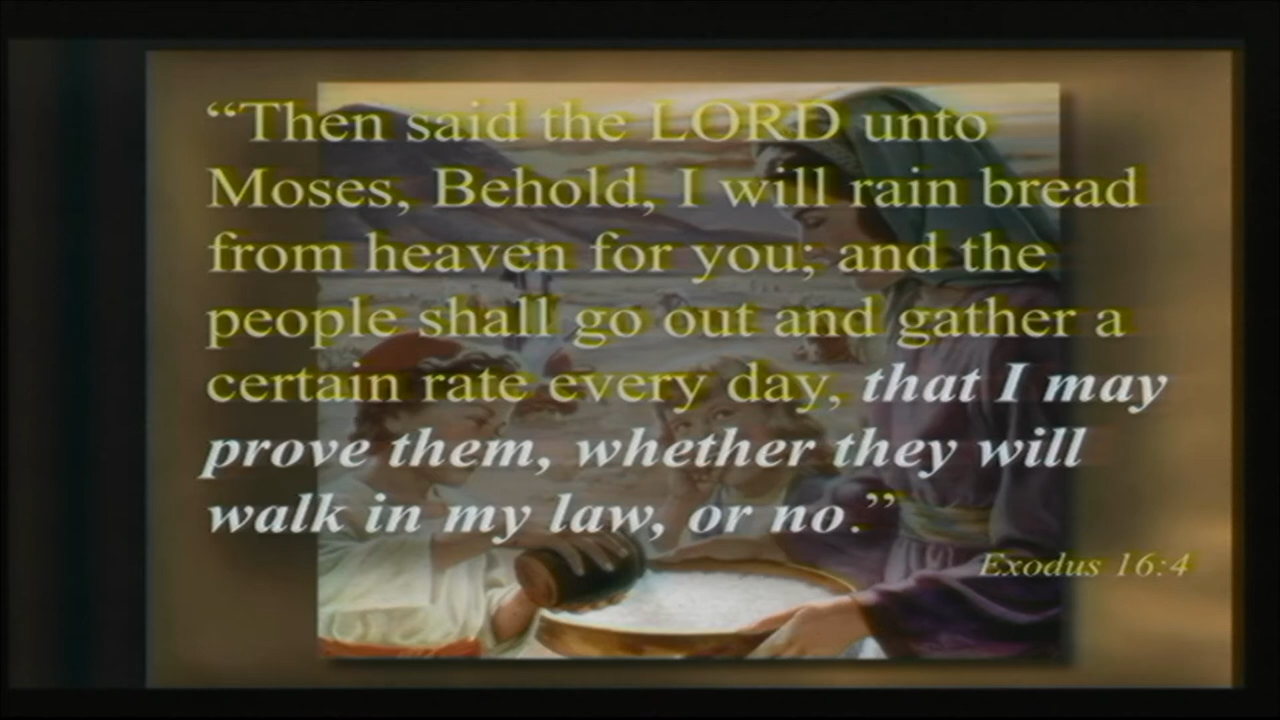 “Then said the LORD unto
Moses, Behold, I will rain bread
from heaven for you; and the
people shall go out and gather a
certain rate every day, that I may
prove them, whether they will
walk in my law, or no.”
Exodus 16:4